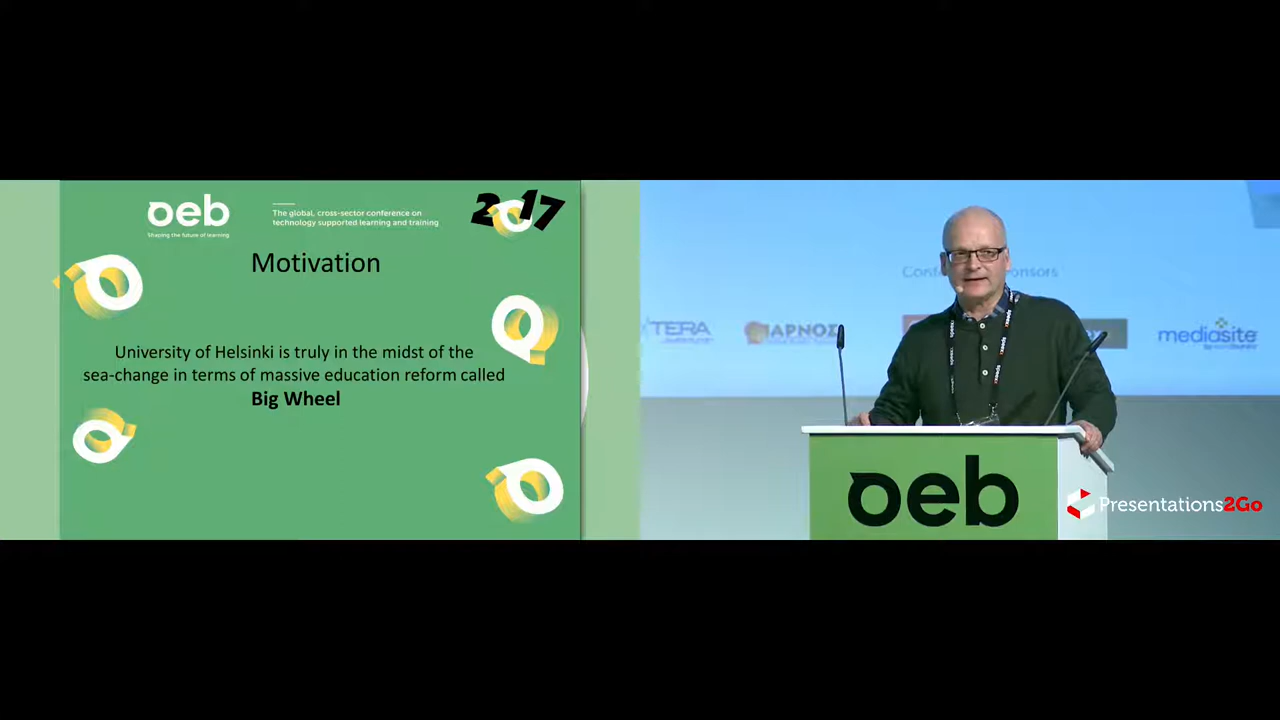 oeb
Shaping the future of learning
The global, cross-sector conference on
technology supported learning and training
2017
Motivation
University of Helsinki is truly in the midst of the
sea-change in terms of massive education reform called
Big Wheel
TERA
ΙΑΡΝΟΣ
mediasite
oeb
Presentations2Go